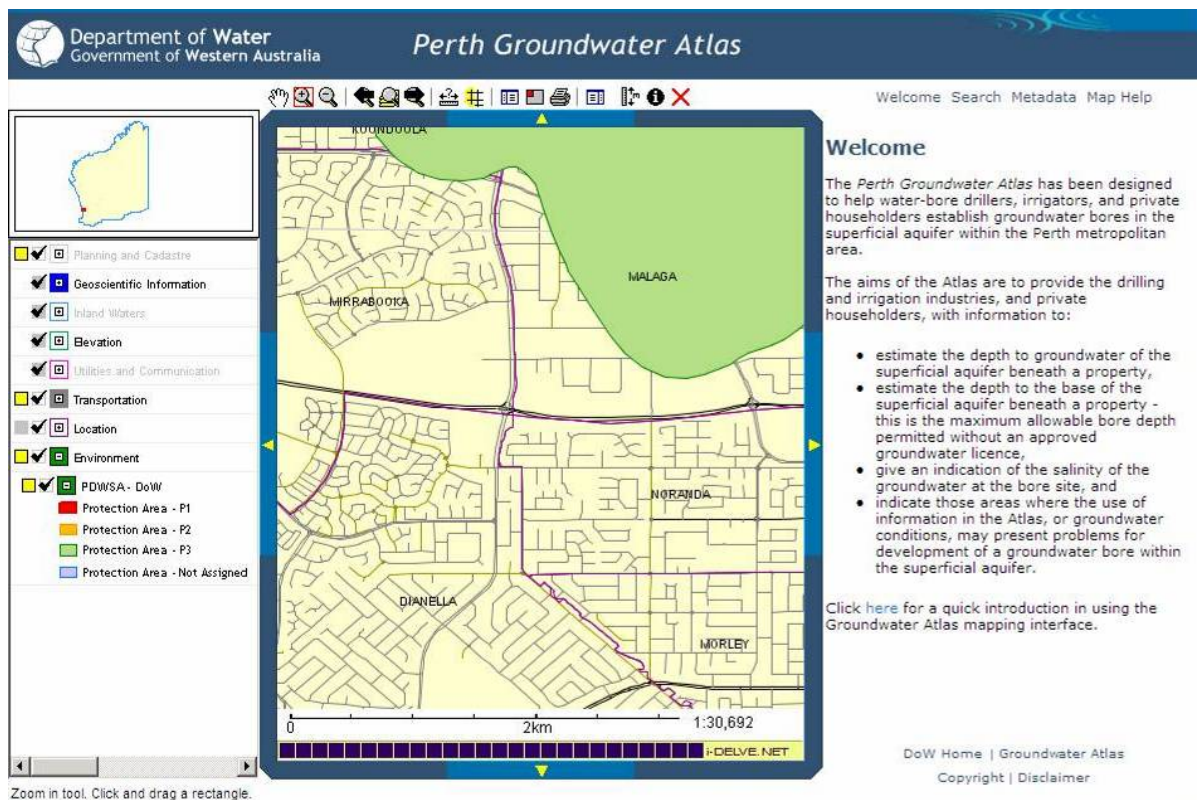 Department of Water
Government of Western Australia
Perth Groundwater Atlas
Welcome Search Metadata Map Help
Planning and Cadastre
Geoscientific Information
Inland Waters
Elevation
Utilities and Communication
Transportation
Location
Environment
PDWSA - DoW
Protection Area - P1
Protection Area - P2
Protection Area - P3
Protection Area - Not Assigned
Zoom in tool. Click and drag a rectangle.
KOONDOOLA
MALAGA
MIRRABOOKA
NORANDA
DIANELLA
MORLEY
0
2km
1:30,692
i-DELVE.NET
Welcome
The Perth Groundwater Atlas has been designed
to help water-bore drillers, irrigators, and private
householders establish groundwater bores in the
superficial aquifer within the Perth metropolitan
area.
The aims of the Atlas are to provide the drilling
and irrigation industries, and private
householders, with information to:
• estimate the depth to groundwater of the
superficial aquifer beneath a property,
• estimate the depth to the base of the
superficial aquifer beneath a property -
this is the maximum allowable bore depth
permitted without an approved
groundwater licence,
• give an indication of the salinity of the
groundwater at the bore site, and
• indicate those areas where the use of
information in the Atlas, or groundwater
conditions, may present problems for
development of a groundwater bore within
the superficial aquifer.
Click here for a quick introduction in using the
Groundwater Atlas mapping interface.
DoW Home | Groundwater Atlas
Copyright | Disclaimer